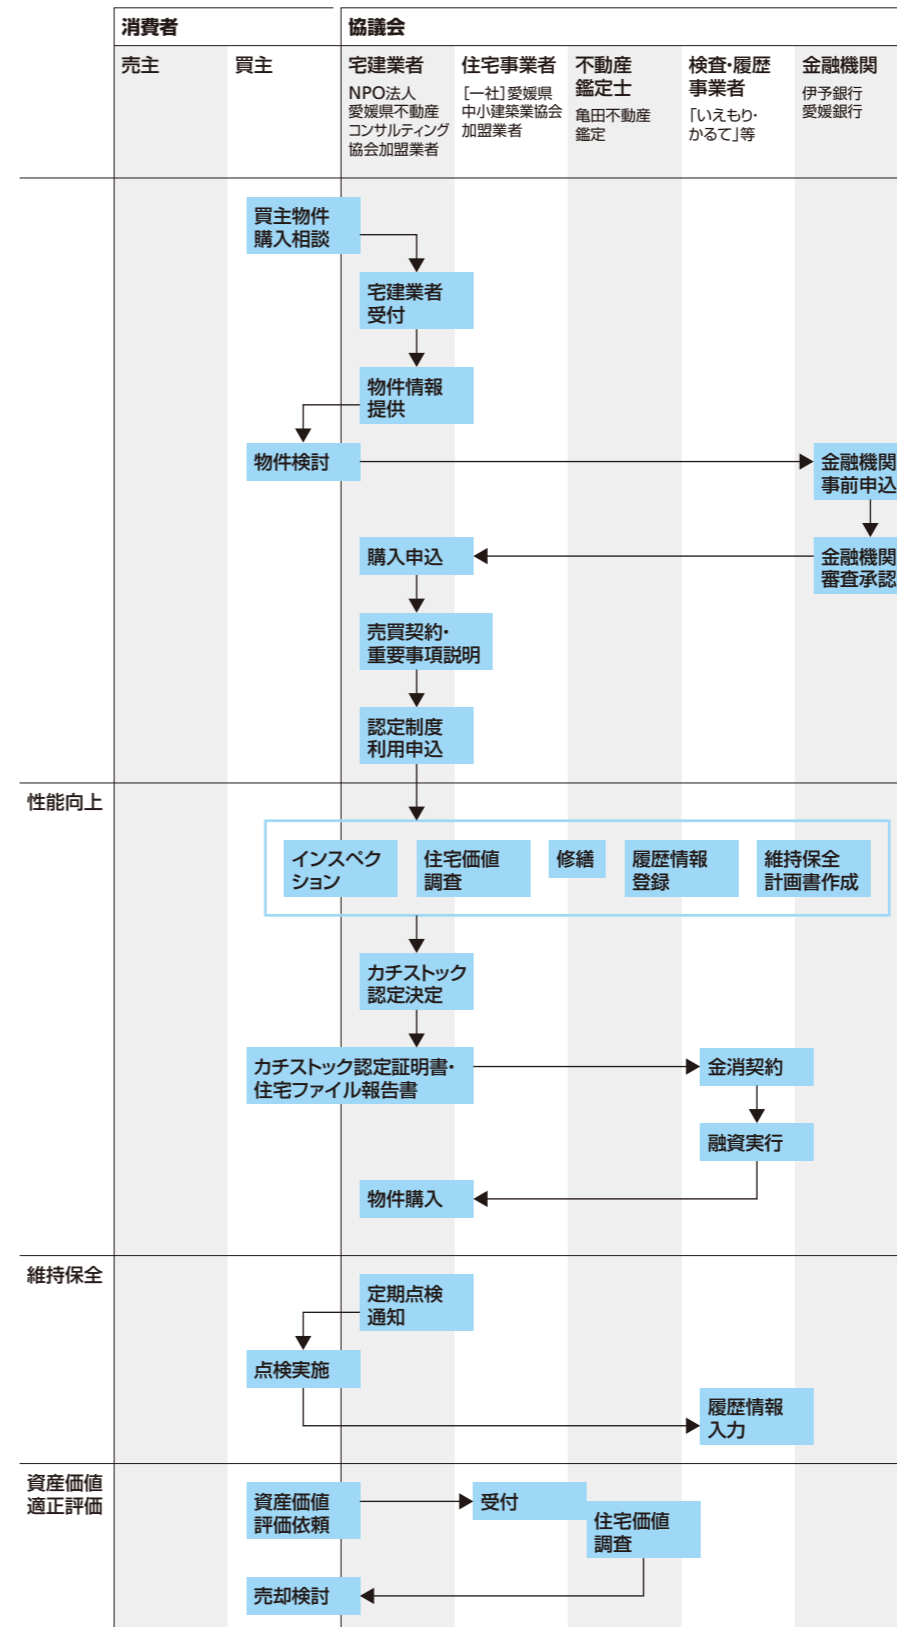 消費者
協議会
売主
買主
宅建業者
NPO法人
愛媛県不動産
コンサルティング
協会加盟業者
住宅事業者
[一社]愛媛県
中小建築業協会
加盟業者
不動産
鑑定士
亀田不動産
鑑定
検査・履歴
事業者
「いえもり・
かるて」等
金融機関
伊予銀行
愛媛銀行
買主物件
購入相談
宅建業者
受付
物件情報
提供
物件検討
金融機関
事前申込
購入申込
金融機関
審査承認
売買契約・
重要事項説明
認定制度
利用申込
性能向上
インスペク
ション
住宅価値
調査
修繕
履歴情報
登録
維持保全
計画書作成
カチストック
認定決定
カチストック認定証明書・
住宅ファイル報告書
金消契約
融資実行
物件購入
維持保全
定期点検
通知
点検実施
履歴情報
入力
資産価値
適正評価
資産価値
評価依頼
受付
住宅価値
調査
売却検討